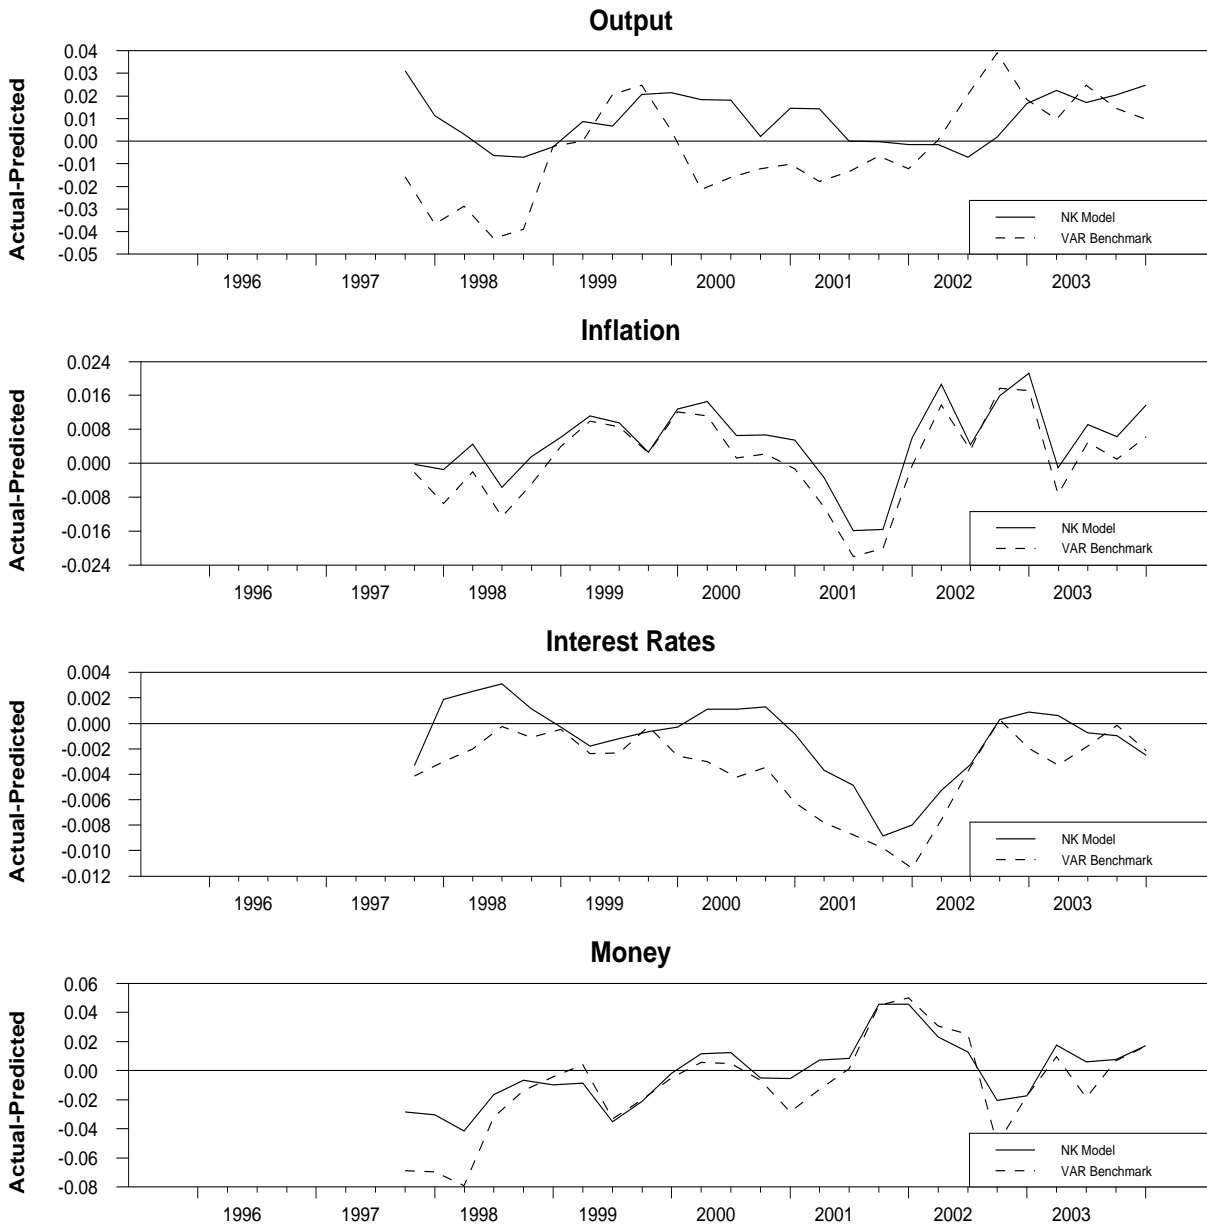 Output
Actual-Predicted
0.04
0.03
0.02
0.01
0.00
-0.01
-0.02
-0.03
-0.04
-0.05
NK Model
VAR Benchmark
1996 1997 1998 1999 2000 2001 2002 2003
Inflation
Actual-Predicted
0.024
0.016
0.008
0.000
-0.008
-0.016
-0.024
NK Model
VAR Benchmark
1996 1997 1998 1999 2000 2001 2002 2003
Interest Rates
Actual-Predicted
0.004
0.002
0.000
-0.002
-0.004
-0.006
-0.008
-0.010
-0.012
NK Model
VAR Benchmark
1996 1997 1998 1999 2000 2001 2002 2003
Money
Actual-Predicted
0.06
0.04
0.02
0.00
-0.02
-0.04
-0.06
-0.08
NK Model
VAR Benchmark
1996 1997 1998 1999 2000 2001 2002 2003